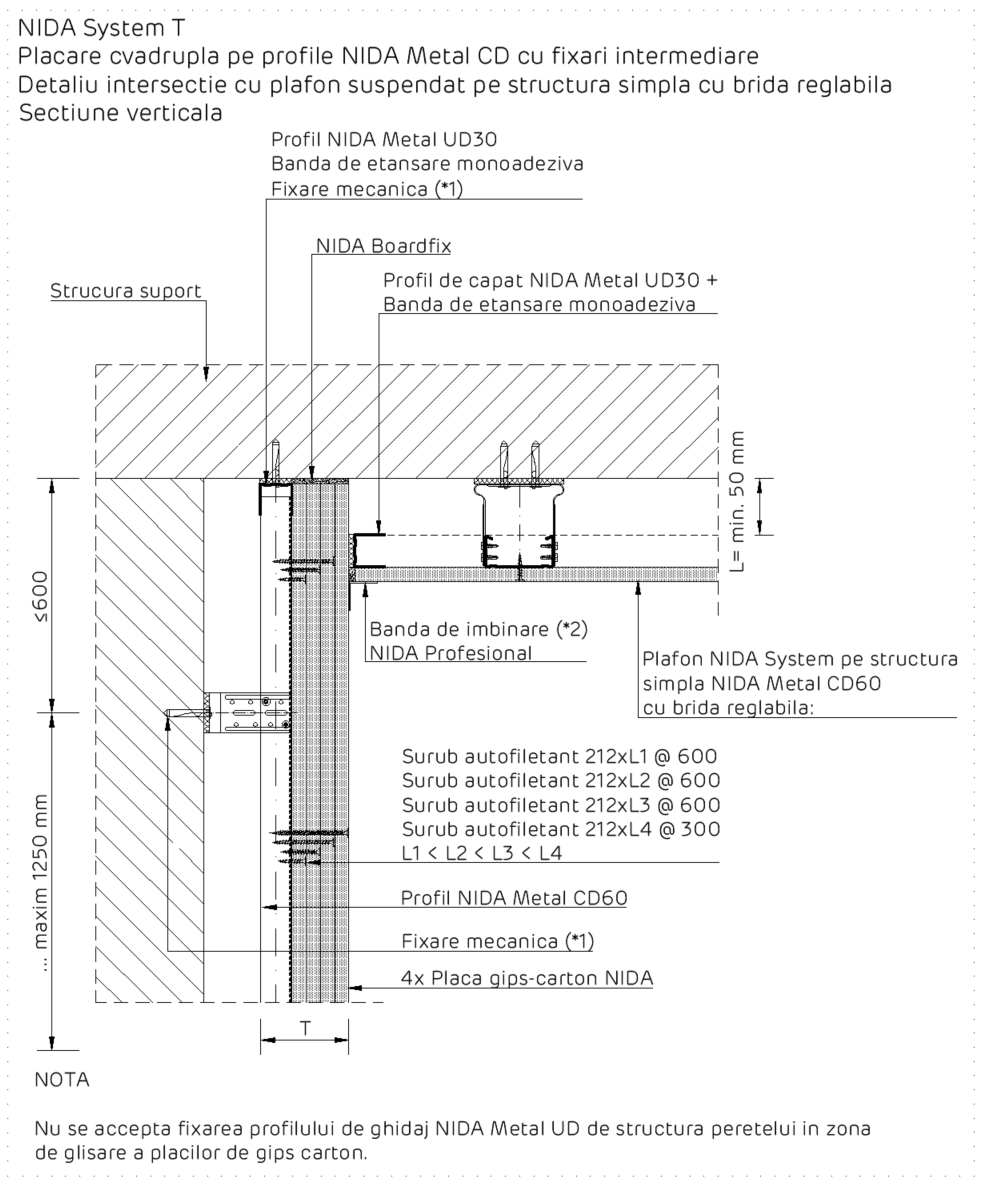 NIDA System T
Placare cvadrupla pe profile NIDA Metal CD cu fixari intermediare
Detaliu intersectie cu plafon suspendat pe structura simpla cu brida reglabila
Sectiune verticala
Profil NIDA Metal UD30
Banda de etansare monoadeziva
Fixare mecanica (*1)
NIDA Boardfix
Profil de capat NIDA Metal UD30 +
Banda de etansare monoadeziva
Strucura suport
L= min. 50 mm
≤600
Banda de imbinare (*2)
NIDA Profesional
Plafon NIDA System pe structura
simpla NIDA Metal CD60
cu brida reglabila:
Surub autofiletant 212xL1 @ 600
Surub autofiletant 212xL2 @ 600
Surub autofiletant 212xL3 @ 600
Surub autofiletant 212xL4 @ 300
L1 < L2 < L3 < L4
... maxim 1250 mm
Profil NIDA Metal CD60
Fixare mecanica (*1)
4x Placa gips-carton NIDA
T
NOTA
Nu se accepta fixarea profilului de ghidaj NIDA Metal UD de structura peretelui in zona
de glisare a placilor de gips carton.